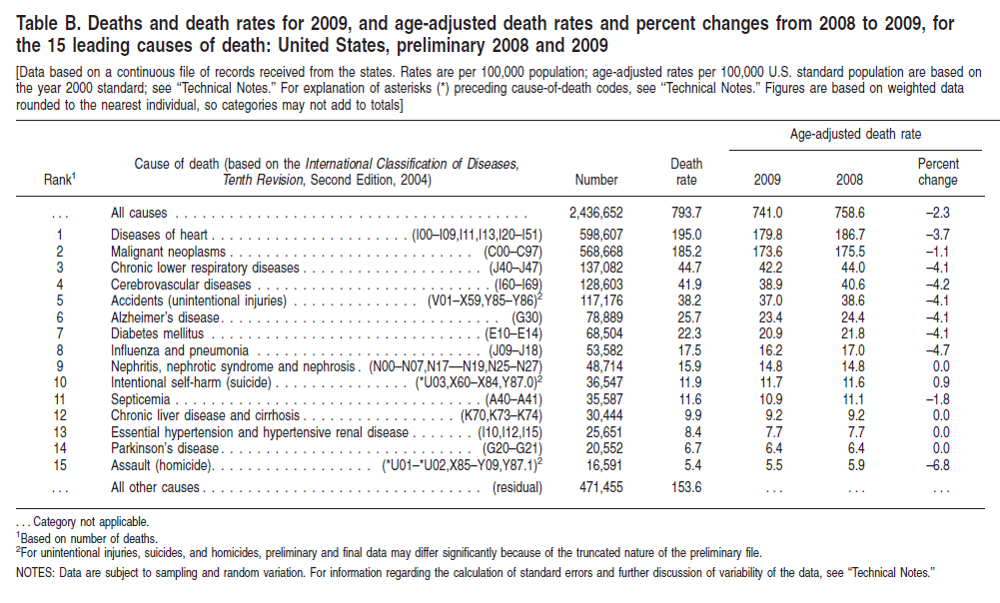 Table B. Deaths and death rates for 2009, and age-adjusted death rates and percent changes from 2008 to 2009, for
the 15 leading causes of death: United States, preliminary 2008 and 2009
[Data based on a continuous file of records received from the states. Rates are per 100,000 population; age-adjusted rates per 100,000 U.S. standard population are based on
the year 2000 standard; see “Technical Notes.” For explanation of asterisks (*) preceding cause-of-death codes, see “Technical Notes.” Figures are based on weighted data
rounded to the nearest individual, so categories may not add to totals]
Age-adjusted death rate
Cause of death (based on the International Classification of Diseases, Death Percent
Rank¹ Tenth Revision, Second Edition, 2004) Number rate 2009 2008 change
. . . All causes . . . . . . . . . . . . . . . . . . . . . . . . . . . . . . . . . . . . . . . 2,436,652 793.7 741.0 758.6 –2.3
1 Diseases of heart . . . . . . . . . . . . . . . . . . . . . . (I00–I09,I11,I13,I20–I51) 598,607 195.0 179.8 186.7 –3.7
2 Malignant neoplasms . . . . . . . . . . . . . . . . . . . . . . . . . . . (C00–C97) 568,668 185.2 173.6 175.5 –1.1
3 Chronic lower respiratory diseases . . . . . . . . . . . . . . . . . . . . (J40–J47) 137,082 44.7 42.2 44.0 –4.1
4 Cerebrovascular diseases . . . . . . . . . . . . . . . . . . . . . . . . . (I60–I69) 128,603 41.9 38.9 40.6 –4.2
5 Accidents (unintentional injuries) . . . . . . . . . . . . . . (V01–X59,Y85–Y86)² 117,176 38.2 37.0 38.6 –4.1
6 Alzheimer’s disease. . . . . . . . . . . . . . . . . . . . . . . . . . . . . . . (G30) 78,889 25.7 23.4 24.4 –4.1
7 Diabetes mellitus . . . . . . . . . . . . . . . . . . . . . . . . . . . . . . (E10–E14) 68,504 22.3 20.9 21.8 –4.1
8 Influenza and pneumonia . . . . . . . . . . . . . . . . . . . . . . . . . (J09–J18) 53,582 17.5 16.2 17.0 –4.7
9 Nephritis, nephrotic syndrome and nephrosis . (N00–N07,N17—N19,N25–N27) 48,714 15.9 14.8 14.8 0.0
10 Intentional self-harm (suicide) . . . . . . . . . . . . . . . (*U03,X60–X84,Y87.0)² 36,547 11.9 11.7 11.6 0.9
11 Septicemia . . . . . . . . . . . . . . . . . . . . . . . . . . . . . . . . . (A40–A41) 35,587 11.6 10.9 11.1 –1.8
12 Chronic liver disease and cirrhosis . . . . . . . . . . . . . . . . . (K70,K73–K74) 30,444 9.9 9.2 9.2 0.0
13 Essential hypertension and hypertensive renal disease . . . . . . . (I10,I12,I15) 25,651 8.4 7.7 7.7 0.0
14 Parkinson’s disease. . . . . . . . . . . . . . . . . . . . . . . . . . . . (G20–G21) 20,552 6.7 6.4 6.4 0.0
15 Assault (homicide). . . . . . . . . . . . . . . . . . (*U01–*U02,X85–Y09,Y87.1)² 16,591 5.4 5.5 5.9 –6.8
. . . All other causes . . . . . . . . . . . . . . . . . . . . . . . . . . . . . . (residual) 471,455 153.6 . . . . . . . . .
. . . Category not applicable.
¹Based on number of deaths.
²For unintentional injuries, suicides, and homicides, preliminary and final data may differ significantly because of the truncated nature of the preliminary file.
NOTES: Data are subject to sampling and random variation. For information regarding the calculation of standard errors and further discussion of variability of the data, see “Technical Notes.”